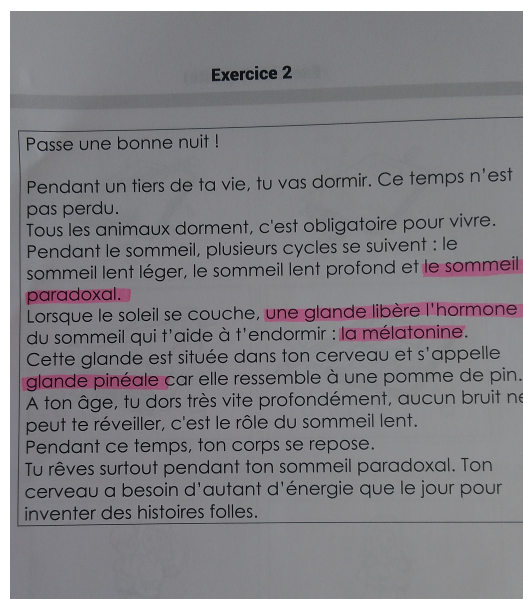 Exercice 2
Passe une bonne nuit !
Pendant un tiers de ta vie, tu vas dormir. Ce temps n'est
pas perdu.
Tous les animaux dorment, c'est obligatoire pour vivre.
Pendant le sommeil, plusieurs cycles se suivent : le
sommeil lent léger, le sommeil lent profond et le sommeil
paradoxal.
Lorsque le soleil se couche, une glande libère l'hormone
du sommeil qui t'aide à t'endormir : la mélatonine.
Cette glande est située dans ton cerveau et s'appelle
glande pinéale car elle ressemble à une pomme de pin.
A ton âge, tu dors très vite profondément, aucun bruit ne
peut te réveiller, c'est le rôle du sommeil lent.
Pendant ce temps, ton corps se repose.
Tu rêves surtout pendant ton sommeil paradoxal. Ton
cerveau a besoin d'autant d'énergie que le jour pour
inventer des histoires folles.